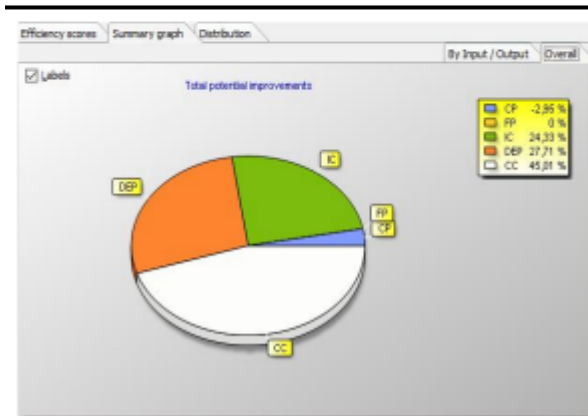 Efficiency scores Summary graph Distribution
By Input / Output Overall
Labels
Total potential improvements
CP -2,95 %
FP 0 %
IC 24,33 %
DEP 27,71 %
CC 45,01 %
IC
DEP
FP
CP
CC